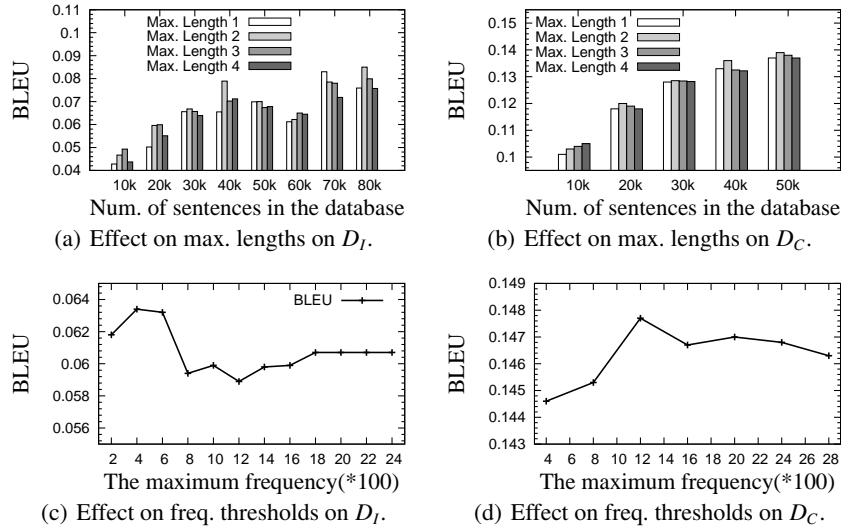 BLEU
0.11
0.1
0.09
0.08
0.07
0.06
0.05
0.04
Max. Length 1
Max. Length 2
Max. Length 3
Max. Length 4
10k 20k 30k 40k 50k 60k 70k 80k
Num. of sentences in the database
(a) Effect on max. lengths on D_I.
BLEU
0.15
0.14
0.13
0.12
0.11
0.1
Max. Length 1
Max. Length 2
Max. Length 3
Max. Length 4
10k 20k 30k 40k 50k
Num. of sentences in the database
(b) Effect on max. lengths on D_C.
BLEU
0.064
0.062
0.06
0.058
0.056
BLEU
2 4 6 8 10 12 14 16 18 20 22 24
The maximum frequency(*100)
(c) Effect on freq. thresholds on D_I.
BLEU
0.149
0.147
0.145
0.143
4 6 8 10 12 14 16 18 20 22 24 26 28
The maximum frequency(*100)
(d) Effect on freq. thresholds on D_C.